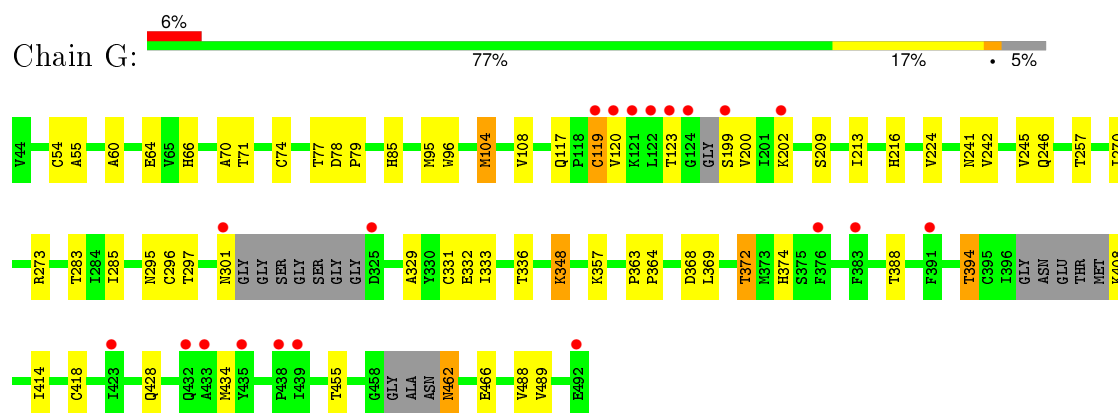 6%
Chain G:
77% 17% • 5%
V44 C54 A55 A60 E64 V65 H66 A70 T71 C74 T77 D78 P79 H85 M95 W96 M104 V108 Q117 P118 C119 V120 K121 L122 T123 G124 GLY S199 V200 I201 K202 S209 I213 H216 V224 N241 V242 V245 Q246 T257
R273 T283 I284 I285 N295 C296 T297 N301 GLY GLY SER GLY SER GLY GLY D325 A329 Y330 C331 E332 I333 T336 K348 K357 P363 P364 D368 L369 T372 M373 H374 S375 F376 F383 T388 F391 T394 C395 I396 GLY ASN GLU THR MET
I414 C418 I423 Q428 Q432 A433 M434 Y435 P438 I439 T455 G458 GLY ALA ASN N462 E466 V488 V489 E492